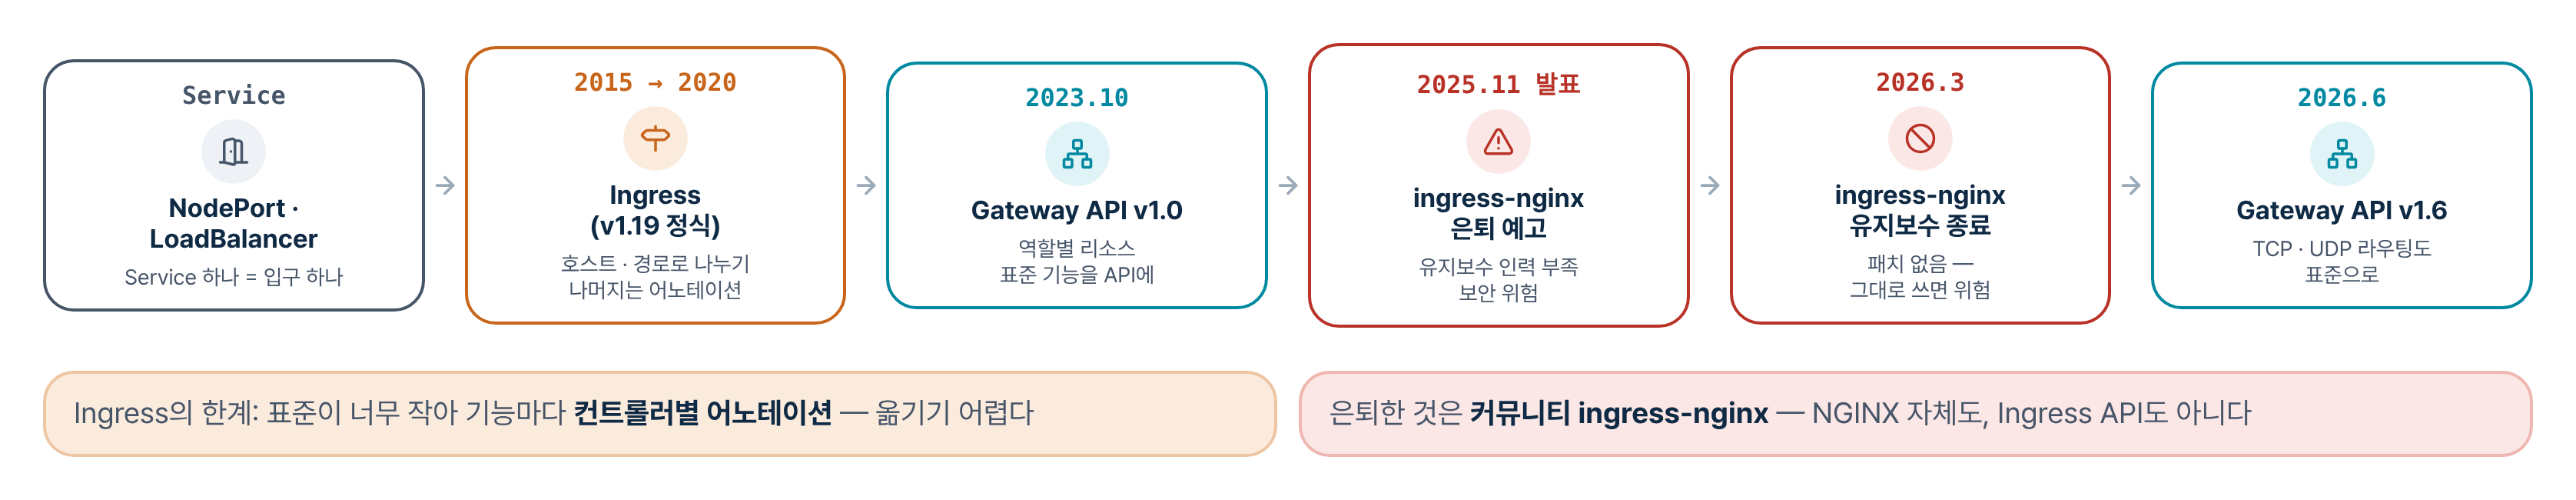 Service
NodePort ·
LoadBalancer
Service 하나 = 입구 하나
2015 → 2020
Ingress
(v1.19 정식)
호스트 · 경로로 나누기
나머지는 어노테이션
2023.10
Gateway API v1.0
역할별 리소스
표준 기능을 API에
2025.11 발표
ingress-nginx
은퇴 예고
유지보수 인력 부족
보안 위험
2026.3
ingress-nginx
유지보수 종료
패치 없음 —
그대로 쓰면 위험
2026.6
Gateway API v1.6
TCP · UDP 라우팅도
표준으로
Ingress의 한계: 표준이 너무 작아 기능마다 컨트롤러별 어노테이션 — 옮기기 어렵다
은퇴한 것은 커뮤니티 ingress-nginx — NGINX 자체도, Ingress API도 아니다